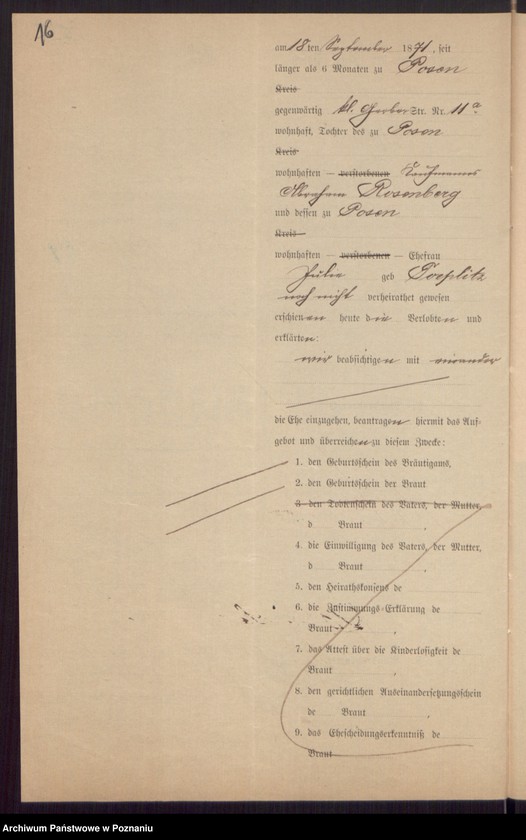 16
am 18 ten September 1871, seit
länger als 6 Monaten zu Posen
Kreis
gegenwärtig kl. Gerber Str. Nr. 11 a.
wohnhaft, Tochter des zu Posen
Kreis
wohnhaften — verstorbenen Kaufmannes
Abraham Rosenberg
und dessen zu Posen
Kreis
wohnhaften — verstorbenen — Ehefrau
Julie geb Toeplitz
noch nicht verheirathet gewesen
erschienen heute die Verlobten und
erklärten:
wir beabsichtigen mit einander
die Ehe einzugehen, beantragen hiermit das Auf-
gebot und überreichen zu diesem Zwecke:
1. den Geburtsschein des Bräutigams,
2. den Geburtsschein der Braut
3 den Todtenschein des Vaters, der Mutter,
d Braut .
4. die Einwilligung des Vaters, der Mutter,
d Braut .
5. den Heirathskonsens de
6. die Zustimmungs-Erklärung de
Braut .
7. das Attest über die Kinderlosigkeit de
Braut .
8. den gerichtlichen Auseinandersetzungsschein
de Braut .
9. das Ehescheidungserkenntniß de
Braut
Archiwum Państwowe w Poznaniu